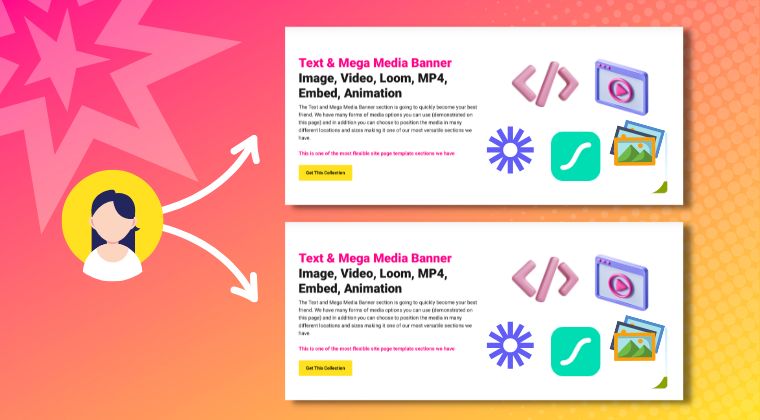 Text & Mega Media Banner
Image, Video, Loom, MP4,
Embed, Animation
The Text and Mega Media Banner section is going to quickly become your best
friend. We have many forms of media options you can use (demonstrated on
this page) and in addition you can choose to position the media in many
different locations and sizes making it one of our most versatile sections we
have.
This is one of the most flexible site page template sections we have
Get This Collection
Text & Mega Media Banner
Image, Video, Loom, MP4,
Embed, Animation
The Text and Mega Media Banner section is going to quickly become your best
friend. We have many forms of media options you can use (demonstrated on
this page) and in addition you can choose to position the media in many
different locations and sizes making it one of our most versatile sections we
have.
This is one of the most flexible site page template sections we have
Get This Collection